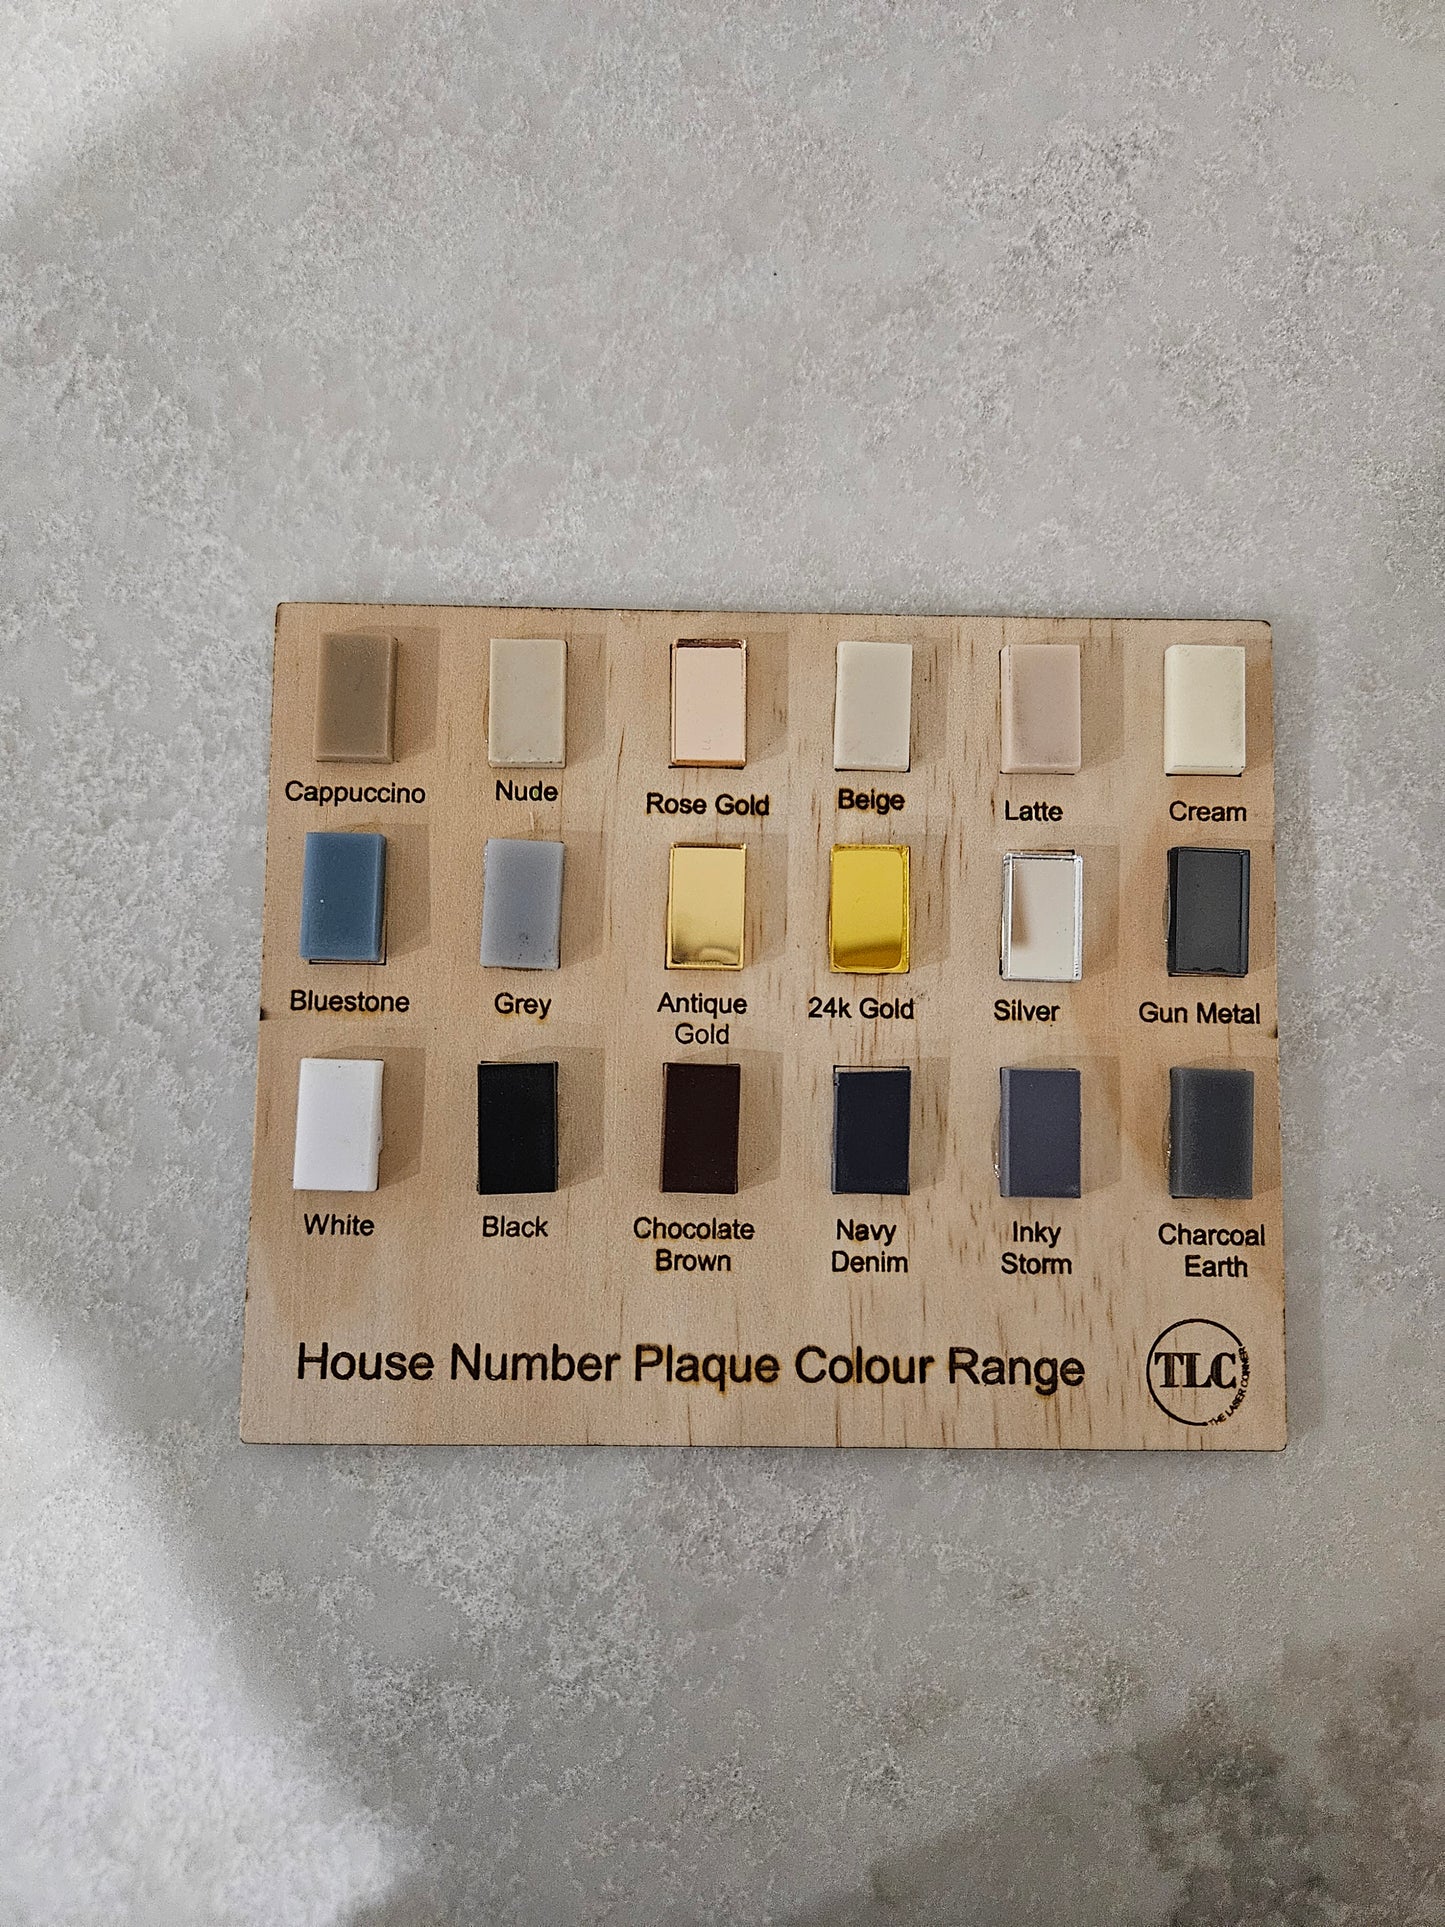 Cappuccino Nude Rose Gold Beige Latte Cream
Bluestone Grey Antique 24k Gold Silver Gun Metal
Gold
White Black Chocolate Navy Inky Charcoal
Brown Denim Storm Earth
House Number Plaque Colour Range
TLC
THE LASER CORNER